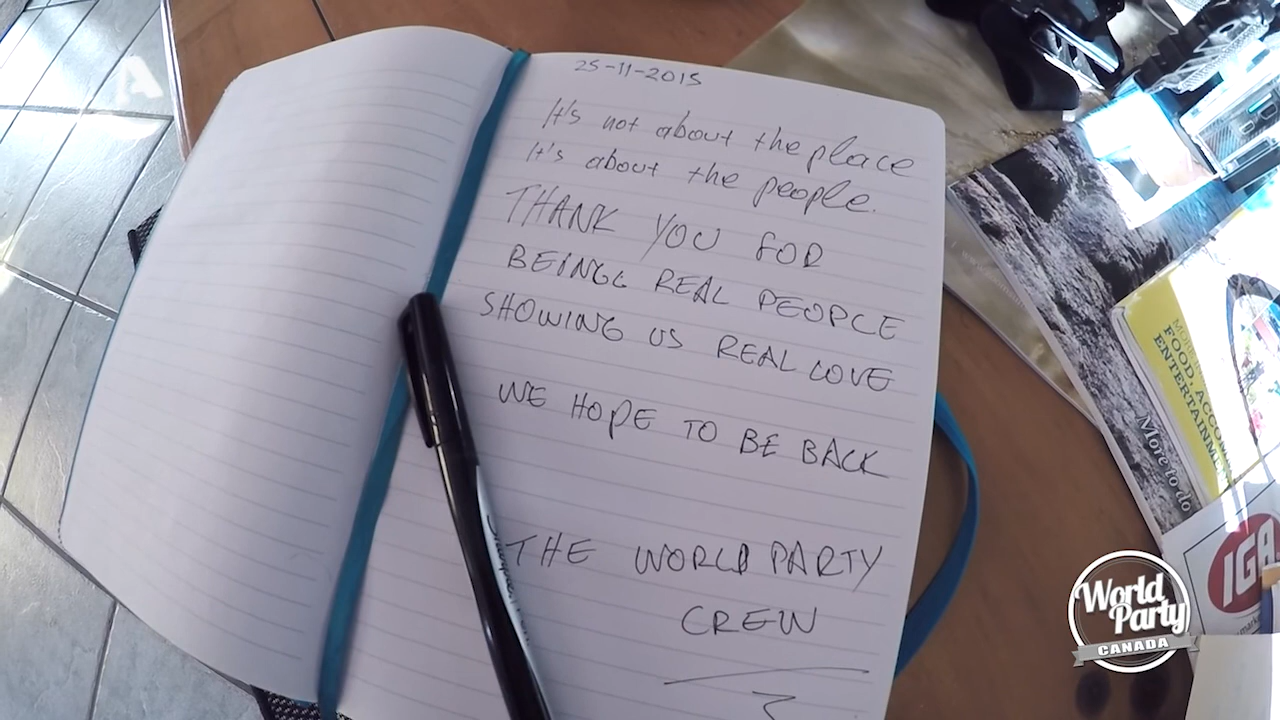 25-11-2015
It's not about the place
It's about the people.
THANK YOU FOR
BEING REAL PEOPLE
SHOWING US REAL LOVE
WE HOPE TO BE BACK
THE WORLD PARTY
CREW
FOOD, ACCOM
ENTERTAINME
More to do
IGA
World
Party
CANADA